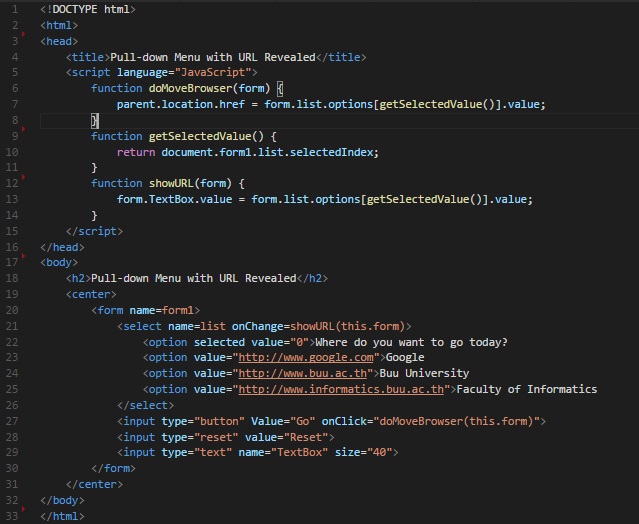 1 <!DOCTYPE html>
2 <html>
3 <head>
4 <title>Pull-down Menu with URL Revealed</title>
5 <script language="JavaScript">
6 function doMoveBrowser(form) {
7 parent.location.href = form.list.options[getSelectedValue()].value;
8 }
9 function getSelectedValue() {
10 return document.form1.list.selectedIndex;
11 }
12 function showURL(form) {
13 form.TextBox.value = form.list.options[getSelectedValue()].value;
14 }
15 </script>
16 </head>
17 <body>
18 <h2>Pull-down Menu with URL Revealed</h2>
19 <center>
20 <form name=form1>
21 <select name=list onChange=showURL(this.form)>
22 <option selected value="0">Where do you want to go today?
23 <option value="http://www.google.com">Google
24 <option value="http://www.buu.ac.th">Buu University
25 <option value="http://www.informatics.buu.ac.th">Faculty of Informatics
26 </select>
27 <input type="button" Value="Go" onClick="doMoveBrowser(this.form)">
28 <input type="reset" value="Reset">
29 <input type="text" name="TextBox" size="40">
30 </form>
31 </center>
32 </body>
33 </html>